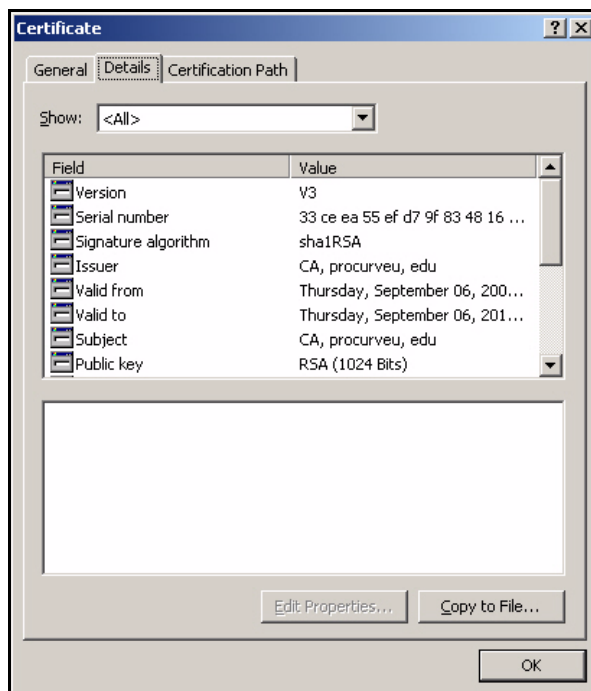 Certificate
General Details Certification Path
Show: <All>
Field Value
Version V3
Serial number 33 ce ea 55 ef d7 9f 83 48 16 ...
Signature algorithm sha1RSA
Issuer CA, procurveu, edu
Valid from Thursday, September 06, 200...
Valid to Thursday, September 06, 201...
Subject CA, procurveu, edu
Public key RSA (1024 Bits)
Edit Properties... Copy to File...
OK